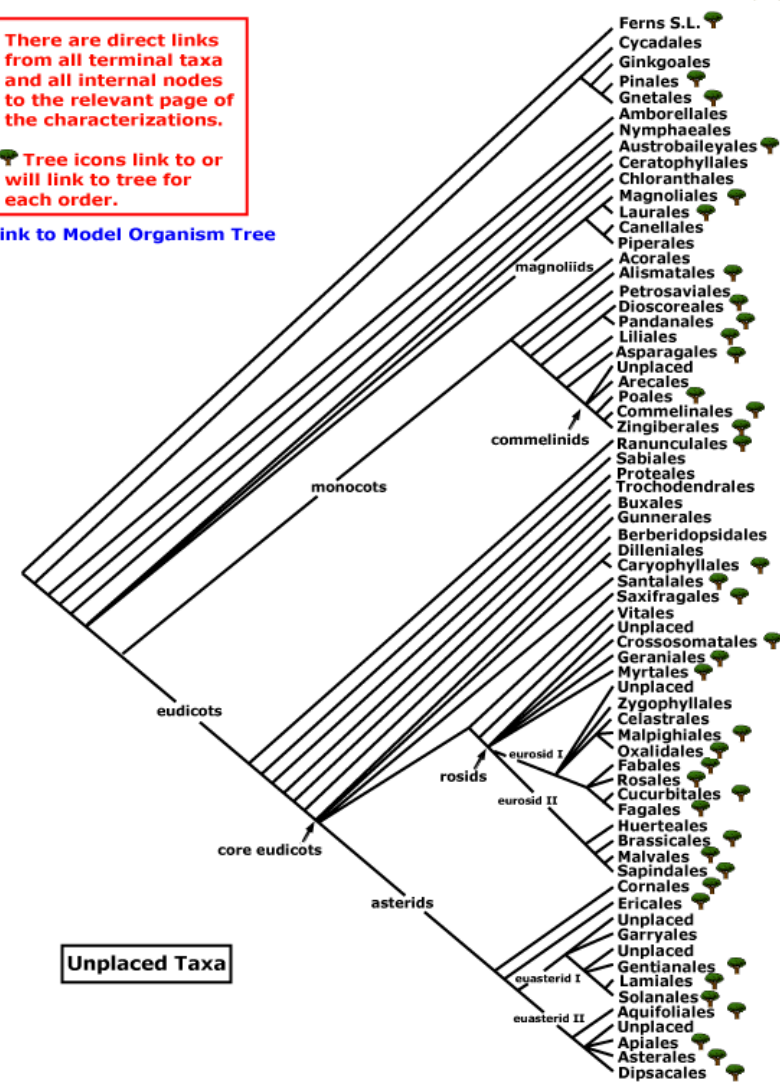 There are direct links
from all terminal taxa
and all internal nodes
to the relevant page of
the characterizations.
Tree icons link to or
will link to tree for
each order.
ink to Model Organism Tree
Ferns S.L.
Cycadales
Ginkgoales
Pinales
Gnetales
Amborellales
Nymphaeales
Austrobaileyales
Ceratophyllales
Chloranthales
Magnoliales
Laurales
Canellales
Piperales
magnoliids
Acorales
Alismatales
Petrosaviales
Dioscoreales
Pandanales
Liliales
Asparagales
Unplaced
Arecales
Poales
Commelinales
Zingiberales
commelinids
monocots
Ranunculales
Sabiales
Proteales
Trochodendrales
Buxales
Gunnerales
Berberidopsidales
Dilleniales
Caryophyllales
Santalales
Saxifragales
Vitales
Unplaced
Crossosomatales
Geraniales
Myrtales
Unplaced
Zygophyllales
Celastrales
Malpighiales
Oxalidales
Fabales
Rosales
Cucurbitales
Fagales
Huerteales
Brassicales
Malvales
Sapindales
eudicots
rosids
eurosid I
eurosid II
core eudicots
asterids
Cornales
Ericales
Unplaced
Garryales
Unplaced
Gentianales
Lamiales
Solanales
Aquifoliales
Unplaced
Apiales
Asterales
Dipsacales
euasterid I
euasterid II
Unplaced Taxa